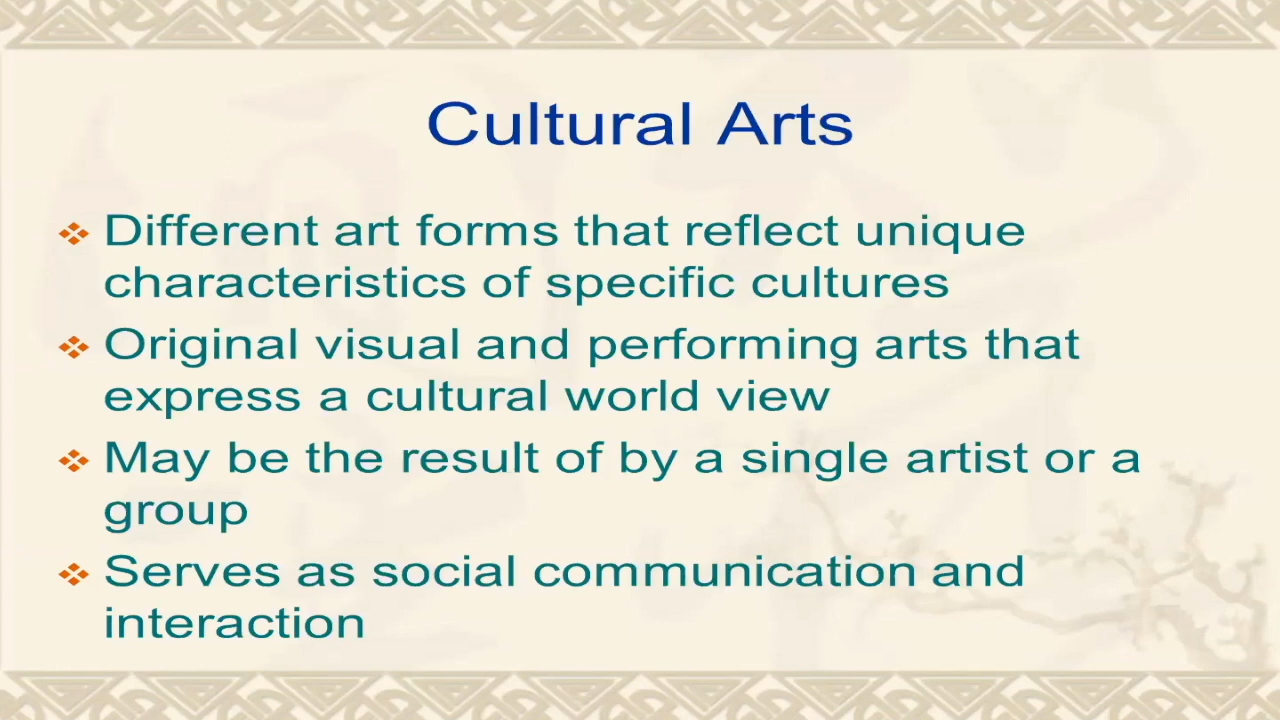 Cultural Arts
Different art forms that reflect unique
characteristics of specific cultures
Original visual and performing arts that
express a cultural world view
May be the result of by a single artist or a
group
Serves as social communication and
interaction